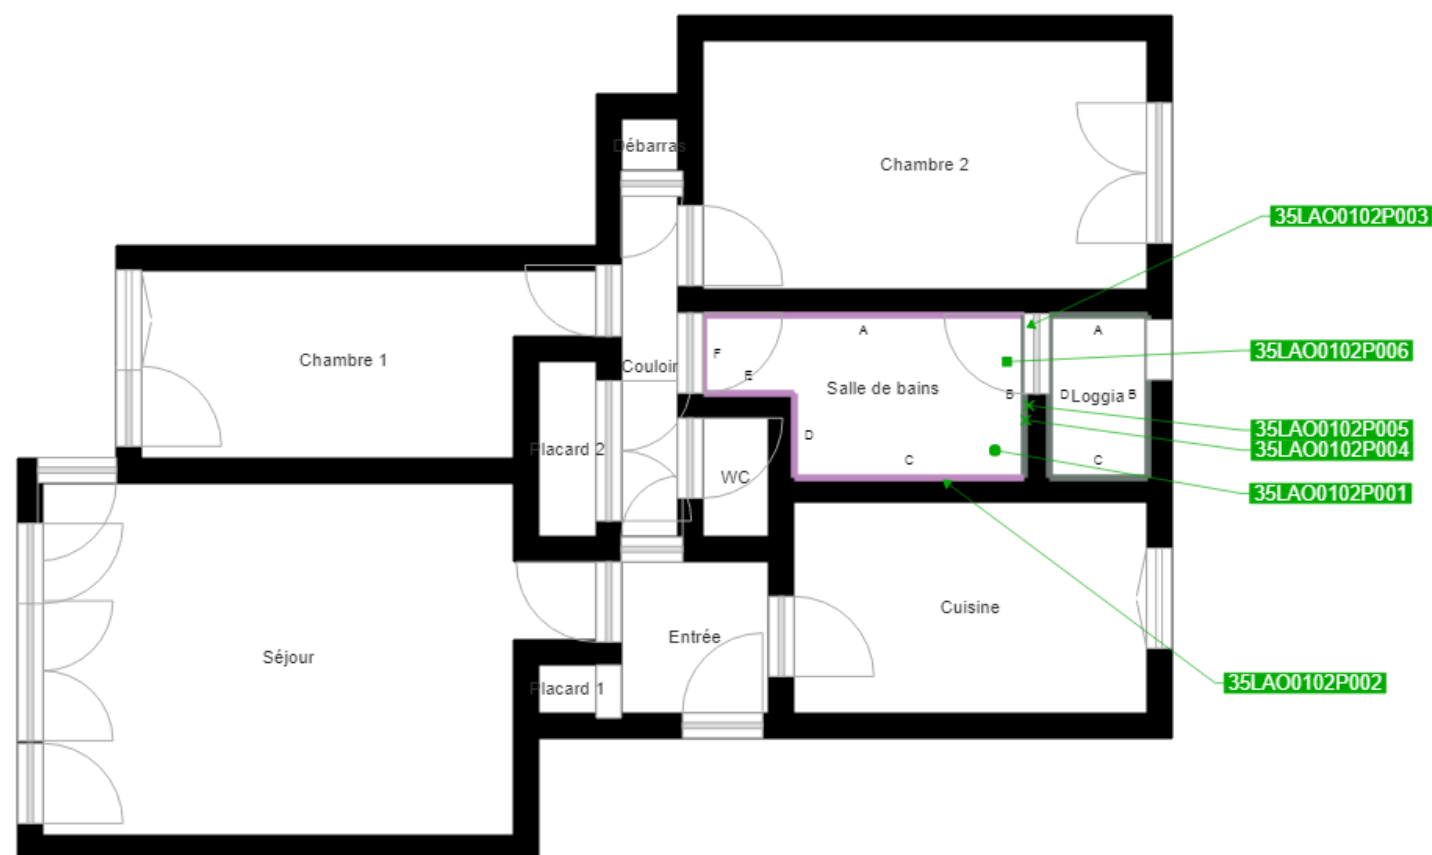 Débarras
Chambre 2
35LAO0102P003
A
A
35LAO0102P006
F
Chambre 1
Couloir
E
Salle de bains
B
D
Loggia
B
35LAO0102P005
D
35LAO0102P004
Placard 2
C
C
WC
35LAO0102P001
Cuisine
Entrée
Séjour
35LAO0102P002
Placard 1